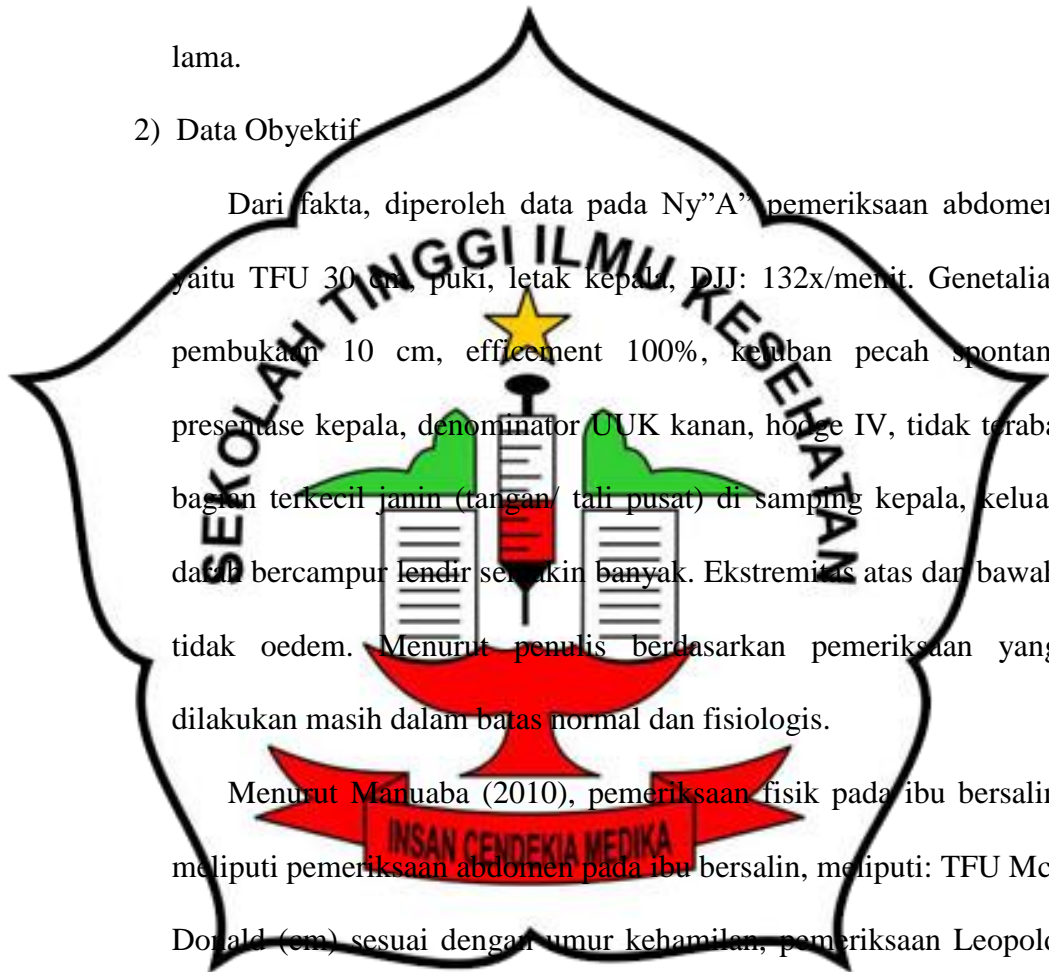 lama.
2) Data Obyektif
Dari fakta, diperoleh data pada Ny”A” pemeriksaan abdomen
yaitu TFU 30 cm, puki, letak kepala, DJJ: 132x/menit. Genetalia
pembukaan 10 cm, efficement 100%, ketuban pecah spontan
presentase kepala, denominator UUK kanan, hodge IV, tidak teraba
bagian terkecil janin (tangan/ tali pusat) di samping kepala, kelua
darah bercampur lendir semakin banyak. Ekstremitas atas dan bawah
tidak oedem. Menurut penulis berdasarkan pemeriksaan yang
dilakukan masih dalam batas normal dan fisiologis.
Menurut Manuaba (2010), pemeriksaan fisik pada ibu bersalin
meliputi pemeriksaan abdomen pada ibu bersalin, meliputi: TFU Mc
Donald (cm) sesuai dengan umur kehamilan, pemeriksaan Leopold
SEKOLAH TINGGI ILMU KESEHATAN
INSAN CENDEKIA MEDIKA